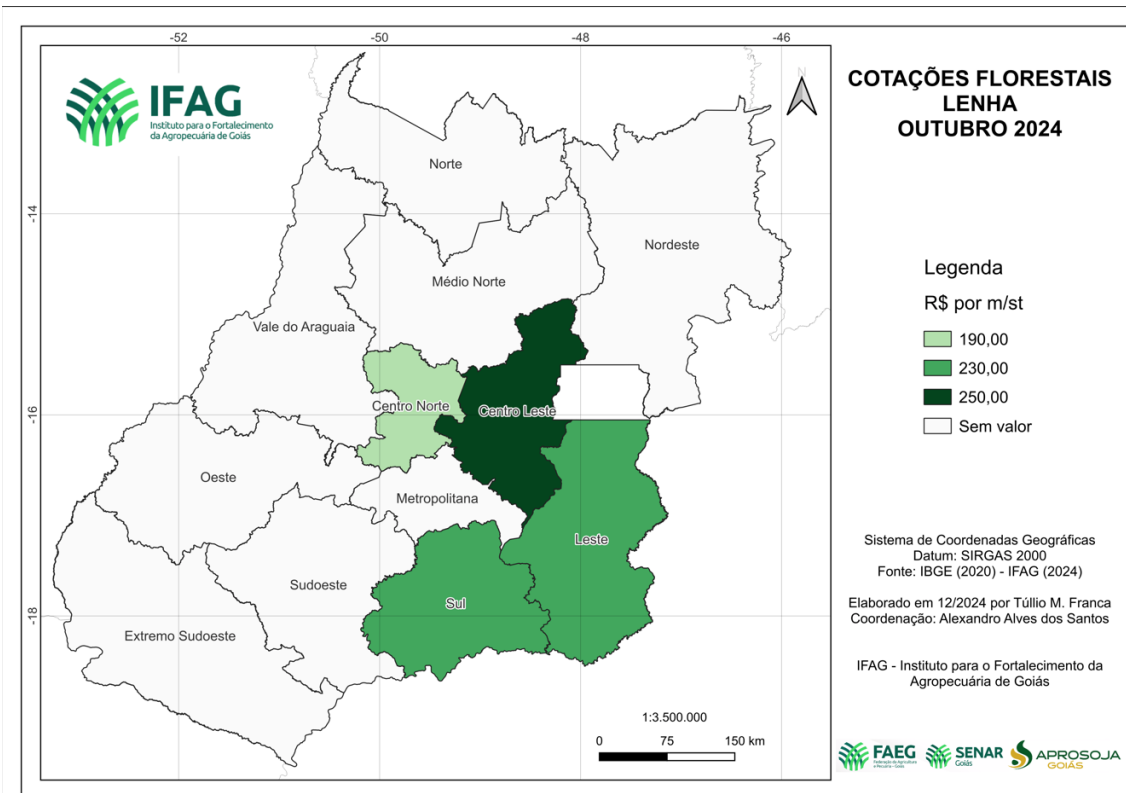 -52
-50
-48
-46
-14
-16
-18
IFAG
Instituto para o Fortalecimento
da Agropecuária de Goiás
N
Norte
Nordeste
Médio Norte
Vale do Araguaia
Centro Norte
Centro Leste
Oeste
Metropolitana
Leste
Sudoeste
Sul
Extremo Sudoeste
1:3.500.000
0 75 150 km
COTAÇÕES FLORESTAIS
LENHA
OUTUBRO 2024
Legenda
R$ por m/st
190,00
230,00
250,00
Sem valor
Sistema de Coordenadas Geográficas
Datum: SIRGAS 2000
Fonte: IBGE (2020) - IFAG (2024)
Elaborado em 12/2024 por Túllio M. Franca
Coordenação: Alexandro Alves dos Santos
IFAG - Instituto para o Fortalecimento da
Agropecuária de Goiás
FAEG
SENAR
Goiás
APROSOJA
GOIÁS